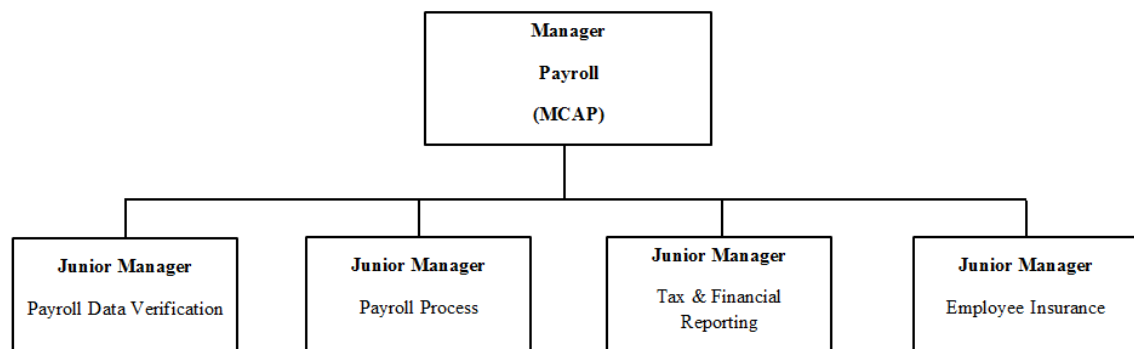 Manager
Payroll
(MCAP)
Junior Manager
Payroll Data Verification
Junior Manager
Payroll Process
Junior Manager
Tax & Financial
Reporting
Junior Manager
Employee Insurance